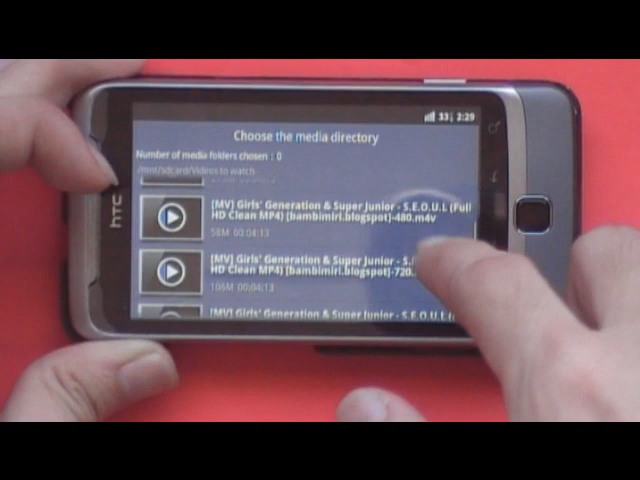 33 2:29
Choose the media directory
Number of media folders chosen : 0
/mnt/sdcard/Videos to watch
[MV] Girls' Generation & Super Junior - S.E.O.U.L (Full
HD Clean MP4) [bambimiri.blogspot]-480.m4v
58M 00:04:13
[MV] Girls' Generation & Super Junior - S.
HD Clean MP4) [bambimiri.blogspot]-720..
106M 00:04:13
[MV] Girls' Generation & Super Junior - S.E.O.U.L (
hTC